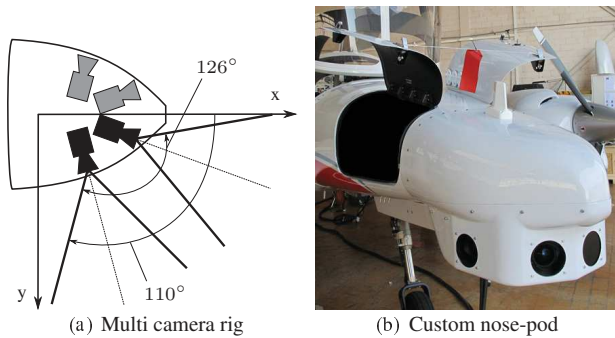 126°
x
y
110°
(a) Multi camera rig
(b) Custom nose-pod